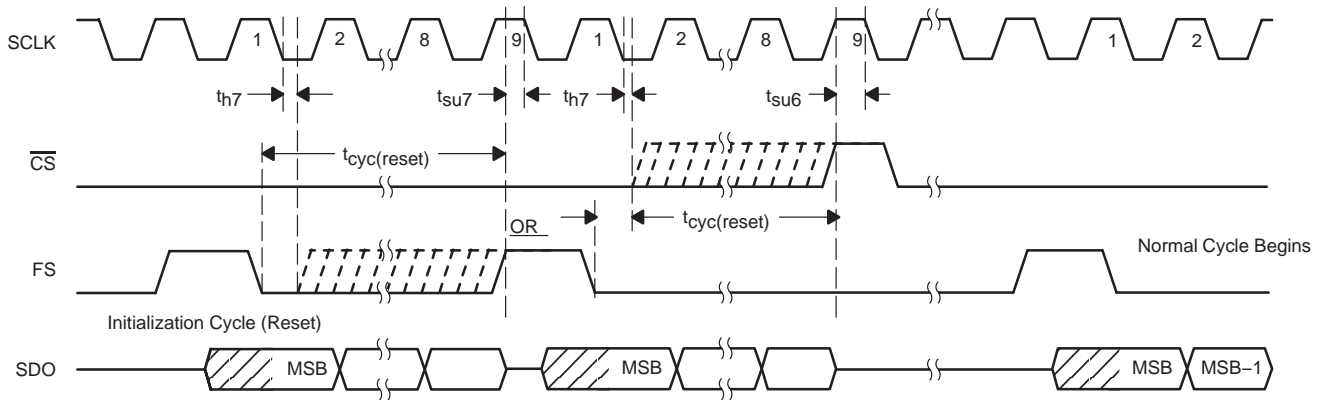 SCLK
1 2 8 9 1 2 8 9 1 2
th7 tsu7 th7 tsu6
CS
tcyc(reset)
OR
tcyc(reset)
FS
Normal Cycle Begins
Initialization Cycle (Reset)
SDO
MSB MSB MSB MSB–1